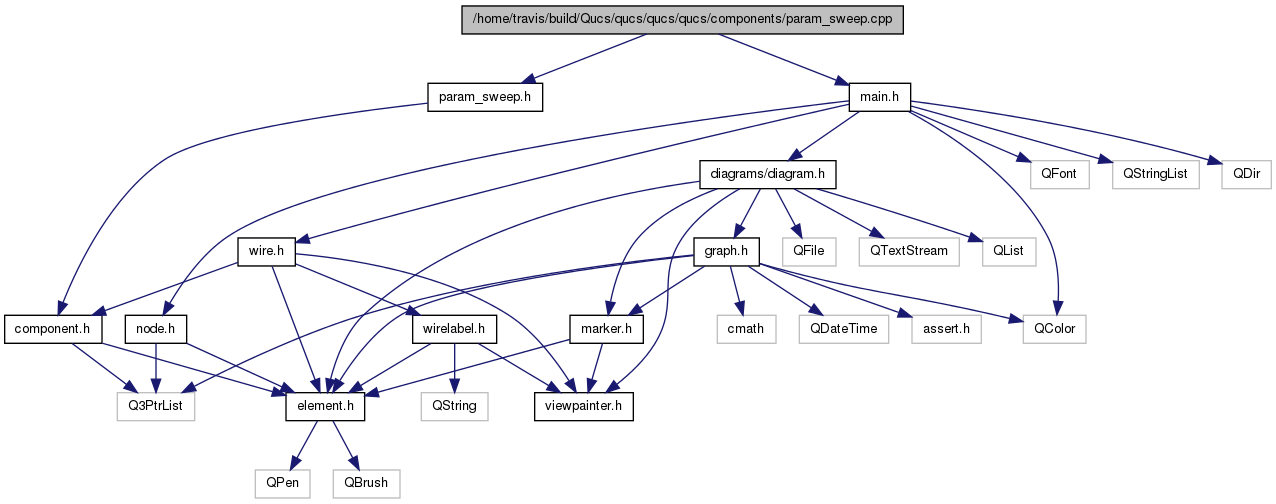 /home/travis/build/Qucs/qucs/qucs/qucs/components/param_sweep.cpp
param_sweep.h
main.h
diagrams/diagram.h
QFont
QStringList
QDir
wire.h
graph.h
QFile
QTextStream
QList
component.h
node.h
wirelabel.h
marker.h
cmath
QDateTime
assert.h
QColor
Q3PtrList
element.h
QString
viewpainter.h
QPen
QBrush